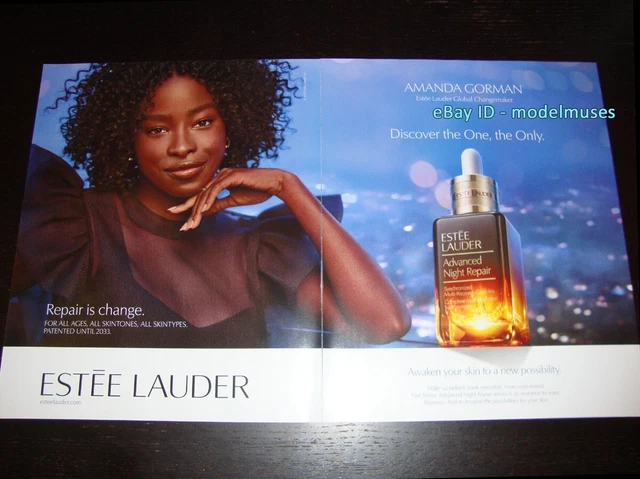 AMANDA GORMAN
Estée Lauder Global Changemaker
eBay ID - modelmuses
Discover the One, the Only.
ESTĒE
LAUDER
Advanced
Night Repair
Synchronized
Repair is change.
FOR ALL AGES, ALL SKINTONES, ALL SKINTYPES.
PATENTED UNTIL 2033.
ESTĒE LAUDER
esteelauder.com
Awaken your skin to a new possibility.